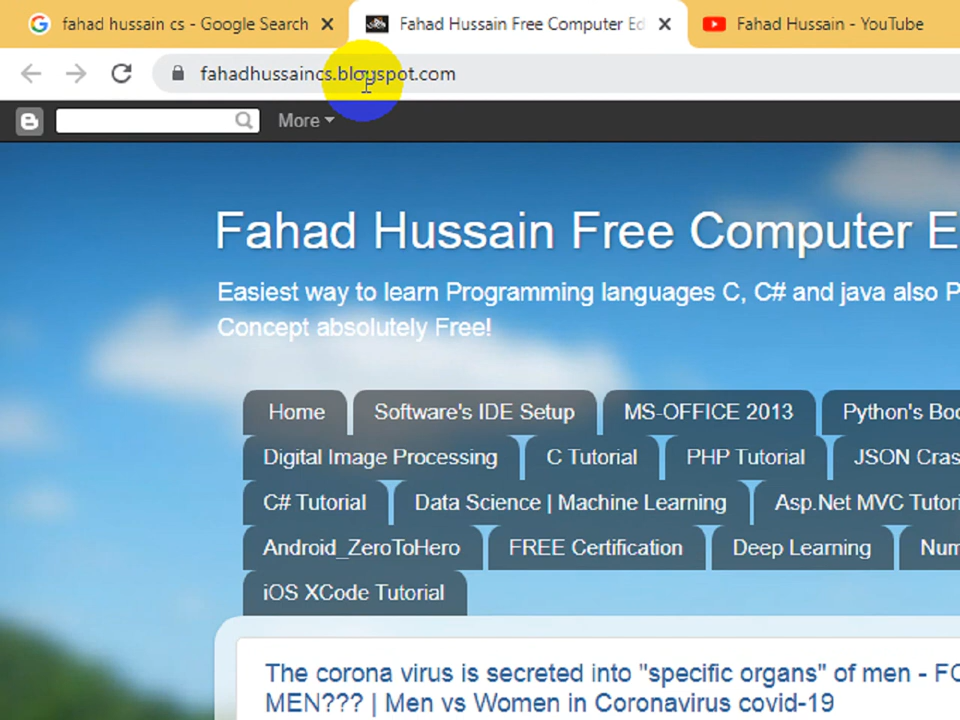 fahad hussain cs - Google Search
Fahad Hussain Free Computer Ed
Fahad Hussain - YouTube
fahadhussaincs.blogspot.com
More
Fahad Hussain Free Computer E
Easiest way to learn Programming languages C, C# and java also P
Concept absolutely Free!
Home Software's IDE Setup MS-OFFICE 2013 Python's Boo
Digital Image Processing C Tutorial PHP Tutorial JSON Cras
C# Tutorial Data Science | Machine Learning Asp.Net MVC Tutori
Android_ZeroToHero FREE Certification Deep Learning Num
iOS XCode Tutorial
The corona virus is secreted into "specific organs" of men - FO
MEN??? | Men vs Women in Coronavirus covid-19